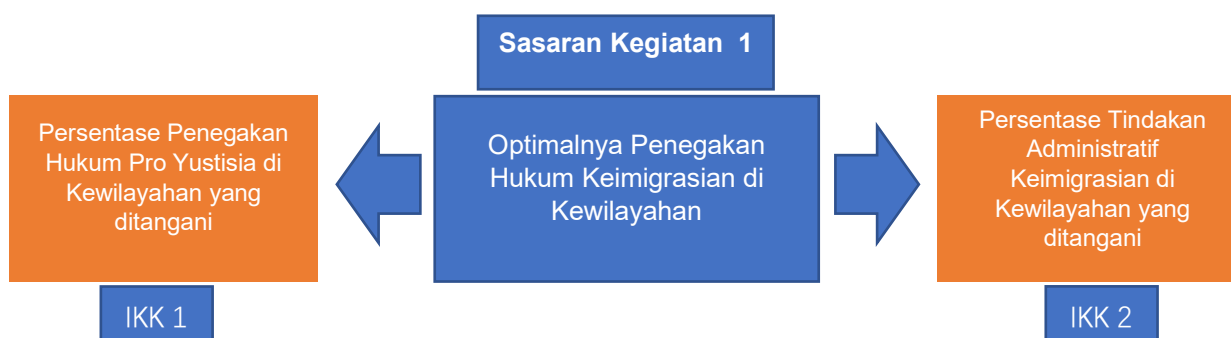 Sasaran Kegiatan  1
Persentase Penegakan
Hukum Pro Yustisia di
Kewilayahan yang
ditangani
IKK 1
Optimalnya Penegakan
Hukum Keimigrasian di
Kewilayahan
Persentase Tindakan
Administratif
Keimigrasian di
Kewilayahan yang
ditangani
IKK 2